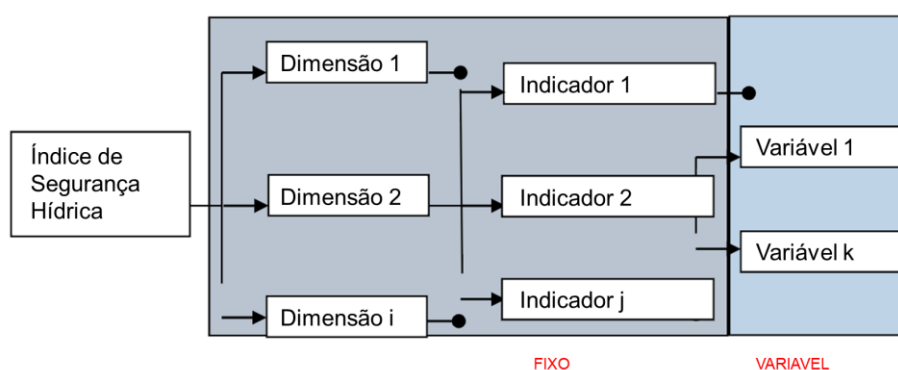 Índice de
Segurança
Hídrica
Dimensão 1
Dimensão 2
Dimensão i
Indicador 1
Indicador 2
Indicador j
Variável 1
Variável k
FIXO
VARIAVEL